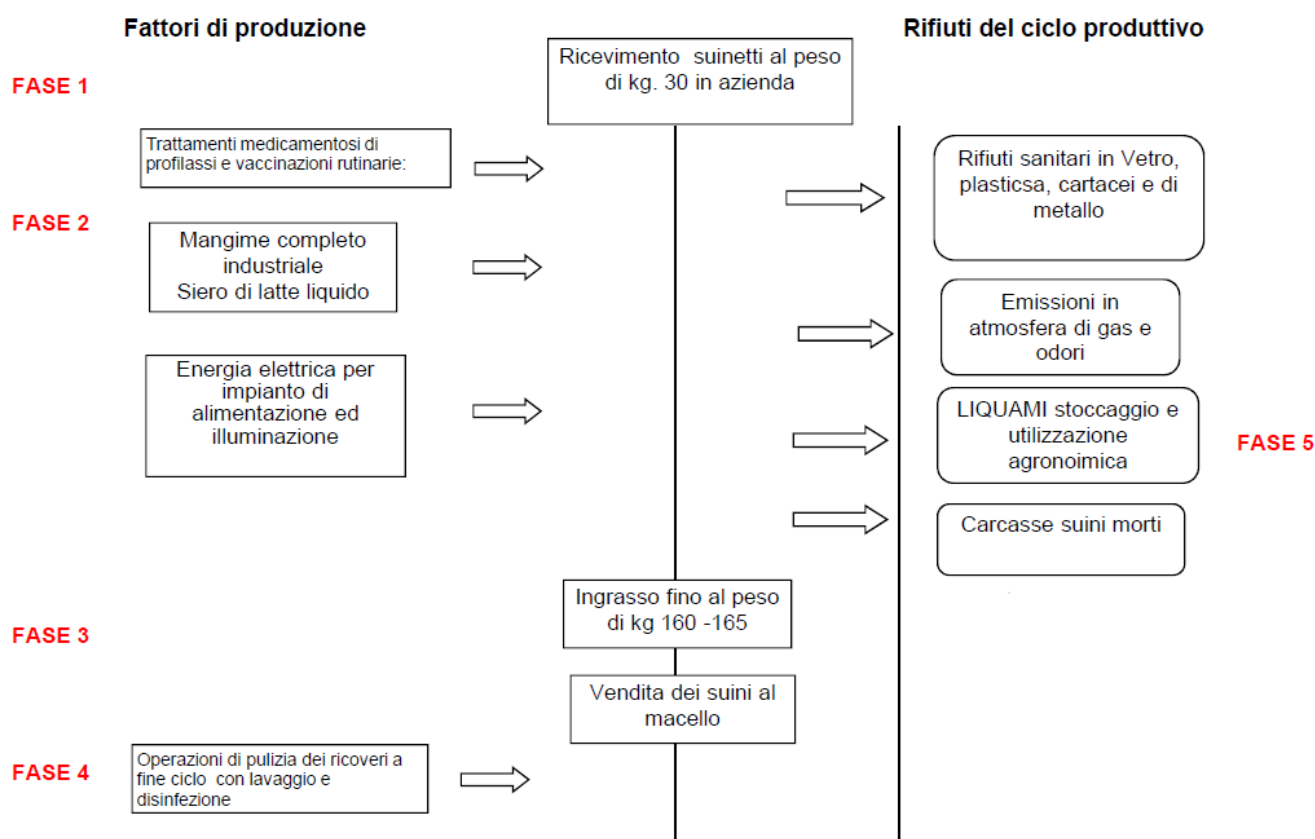 Fattori di produzione
Rifiuti del ciclo produttivo
FASE 1
Ricevimento suinetti al peso
di kg. 30 in azienda
Trattamenti medicamentosi di
profilassi e vaccinazioni rutinarie:
Rifiuti sanitari in Vetro,
plasticsa, cartacei e di
metallo
FASE 2
Mangime completo
industriale
Siero di latte liquido
Emissioni in
atmosfera di gas e
odori
Energia elettrica per
impianto di
alimentazione ed
illuminazione
LIQUAMI stoccaggio e
utilizzazione
agronoimica
FASE 5
Carcasse suini morti
Ingrasso fino al peso
di kg 160 -165
FASE 3
Vendita dei suini al
macello
FASE 4
Operazioni di pulizia dei ricoveri a
fine ciclo con lavaggio e
disinfezione